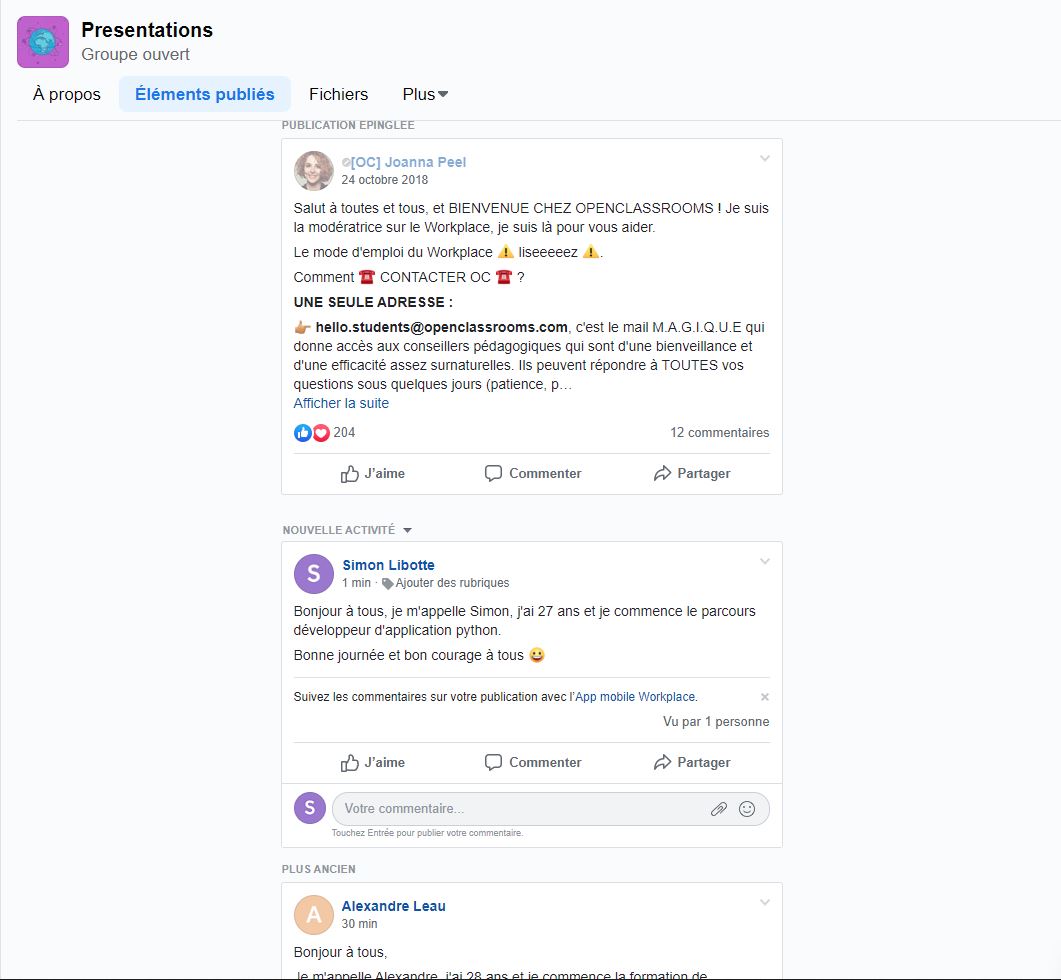 Presentations
Groupe ouvert
À propos
Éléments publiés
Fichiers
Plus
PUBLICATION ÉPINGLÉE
[OC] Joanna Peel
24 octobre 2018
Salut à toutes et tous, et BIENVENUE CHEZ OPENCLASSROOMS ! Je suis
la modératrice sur le Workplace, je suis là pour vous aider.
Le mode d'emploi du Workplace ⚠️ liseeeeez ⚠️.
Comment ☎️ CONTACTER OC ☎️ ?
UNE SEULE ADRESSE :
👉🏽 hello.students@openclassrooms.com, c'est le mail M.A.G.I.Q.U.E qui
donne accès aux conseillers pédagogiques qui sont d'une bienveillance et
d'une efficacité assez surnaturelles. Ils peuvent répondre à TOUTES vos
questions sous quelques jours (patience, p…
Afficher la suite
204
12 commentaires
J'aime
Commenter
Partager
NOUVELLE ACTIVITÉ
S
Simon Libotte
1 min · Ajouter des rubriques
Bonjour à tous, je m'appelle Simon, j'ai 27 ans et je commence le parcours
développeur d'application python.
Bonne journée et bon courage à tous 😀
Suivez les commentaires sur votre publication avec l'App mobile Workplace.
Vu par 1 personne
J'aime
Commenter
Partager
S
Votre commentaire...
Touchez Entrée pour publier votre commentaire.
PLUS ANCIEN
A
Alexandre Leau
30 min
Bonjour à tous,
Je m'appelle Alexandre, j'ai 28 ans et je commence la formation de